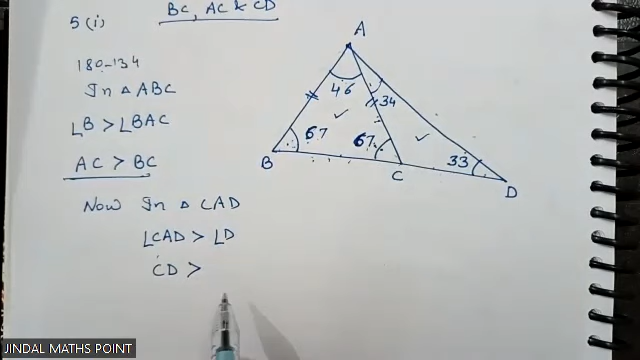 BC, AC & CD
5 (i)
180-134
In △ ABC
∠B > ∠BAC
AC > BC
Now In △ CAD
∠CAD > ∠D
CD >
A
46
34
67
67
33
B
C
D
JINDAL MATHS POINT